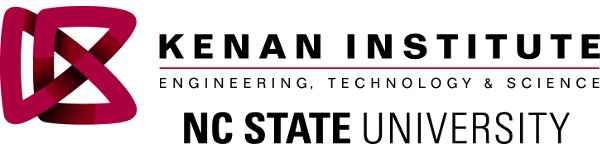 KENAN INSTITUTE
ENGINEERING, TECHNOLOGY & SCIENCE
NC STATE UNIVERSITY